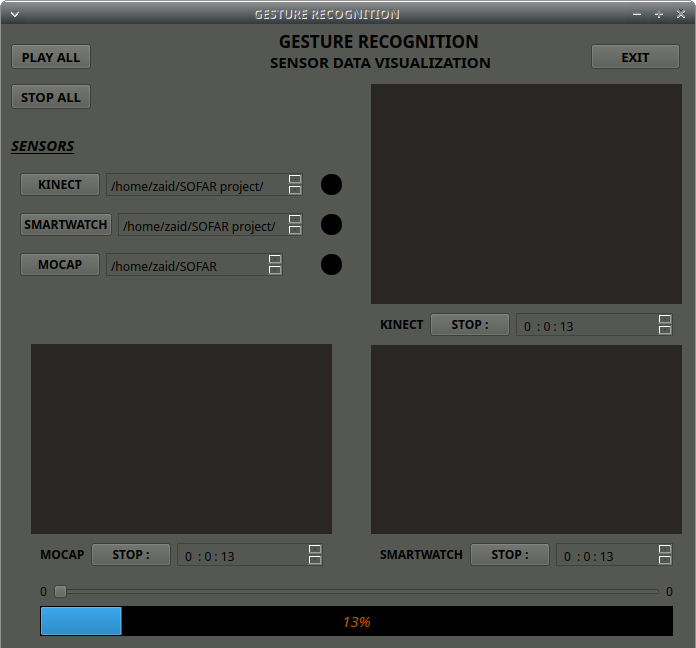 GESTURE RECOGNITION
GESTURE RECOGNITION
SENSOR DATA VISUALIZATION
PLAY ALL
EXIT
STOP ALL
SENSORS
KINECT /home/zaid/SOFAR project/
SMARTWATCH /home/zaid/SOFAR project/
MOCAP /home/zaid/SOFAR
KINECT STOP : 0 : 0 : 13
MOCAP STOP : 0 : 0 : 13
SMARTWATCH STOP : 0 : 0 : 13
0 0
13%